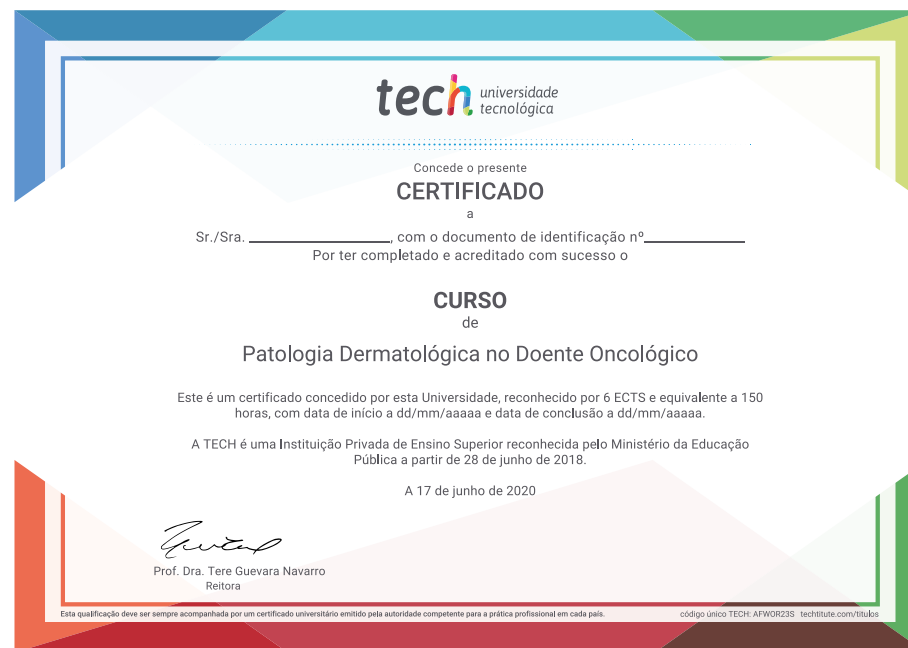 tech universidade
tecnológica
Concede o presente
CERTIFICADO
a
Sr./Sra. ____________________, com o documento de identificação nº______________
Por ter completado e acreditado com sucesso o
CURSO
de
Patologia Dermatológica no Doente Oncológico
Este é um certificado concedido por esta Universidade, reconhecido por 6 ECTS e equivalente a 150
horas, com data de início a dd/mm/aaaaa e data de conclusão a dd/mm/aaaaa.
A TECH é uma Instituição Privada de Ensino Superior reconhecida pelo Ministério da Educação
Pública a partir de 28 de junho de 2018.
A 17 de junho de 2020
Prof. Dra. Tere Guevara Navarro
Reitora
Esta qualificação deve ser sempre acompanhada por um certificado universitário emitido pela autoridade competente para a prática profissional em cada país. código único TECH: AFWOR23S techtitute.com/titulos